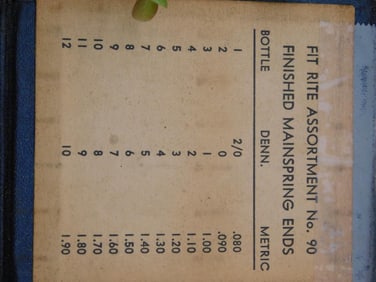 FIT RITE ASSORTMENT No. 90
FINISHED MAINSPRING ENDS
BOTTLE DENN. METRIC
1 2/0 .080
2 0 .090
3 1 1.00
4 2 1.10
5 3 1.20
6 4 1.30
7 5 1.40
8 6 1.50
9 7 1.60
10 8 1.70
11 9 1.80
12 10 1.90